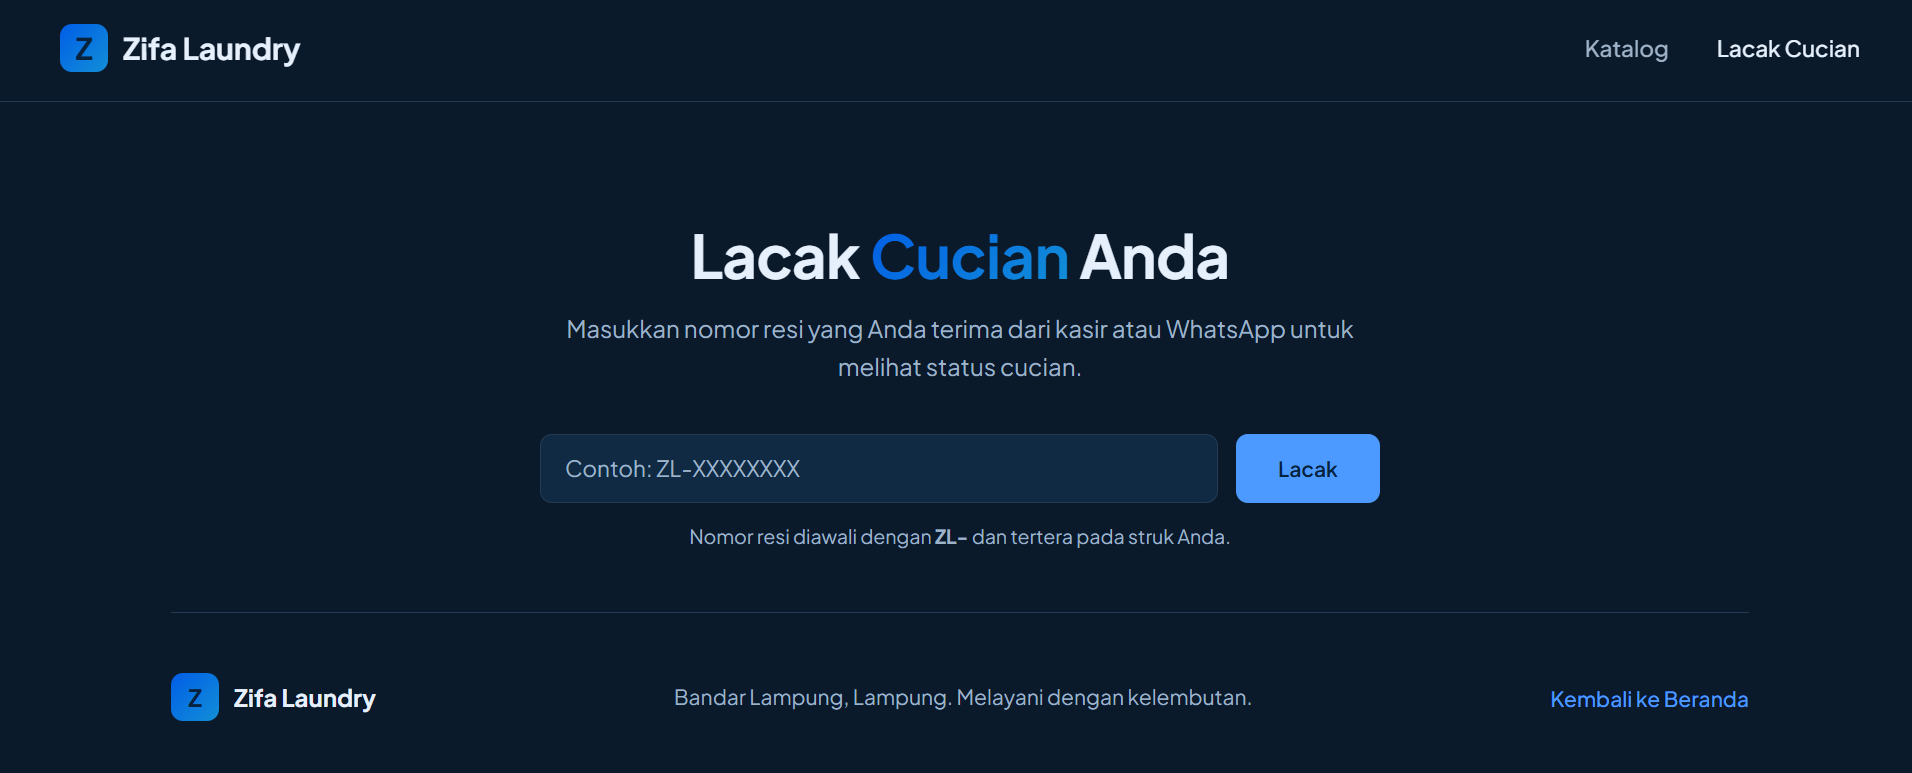 Z Zifa Laundry
Katalog
Lacak Cucian
Lacak Cucian Anda
Masukkan nomor resi yang Anda terima dari kasir atau WhatsApp untuk
melihat status cucian.
Contoh: ZL-XXXXXXXX
Lacak
Nomor resi diawali dengan ZL- dan tertera pada struk Anda.
Z Zifa Laundry
Bandar Lampung, Lampung. Melayani dengan kelembutan.
Kembali ke Beranda